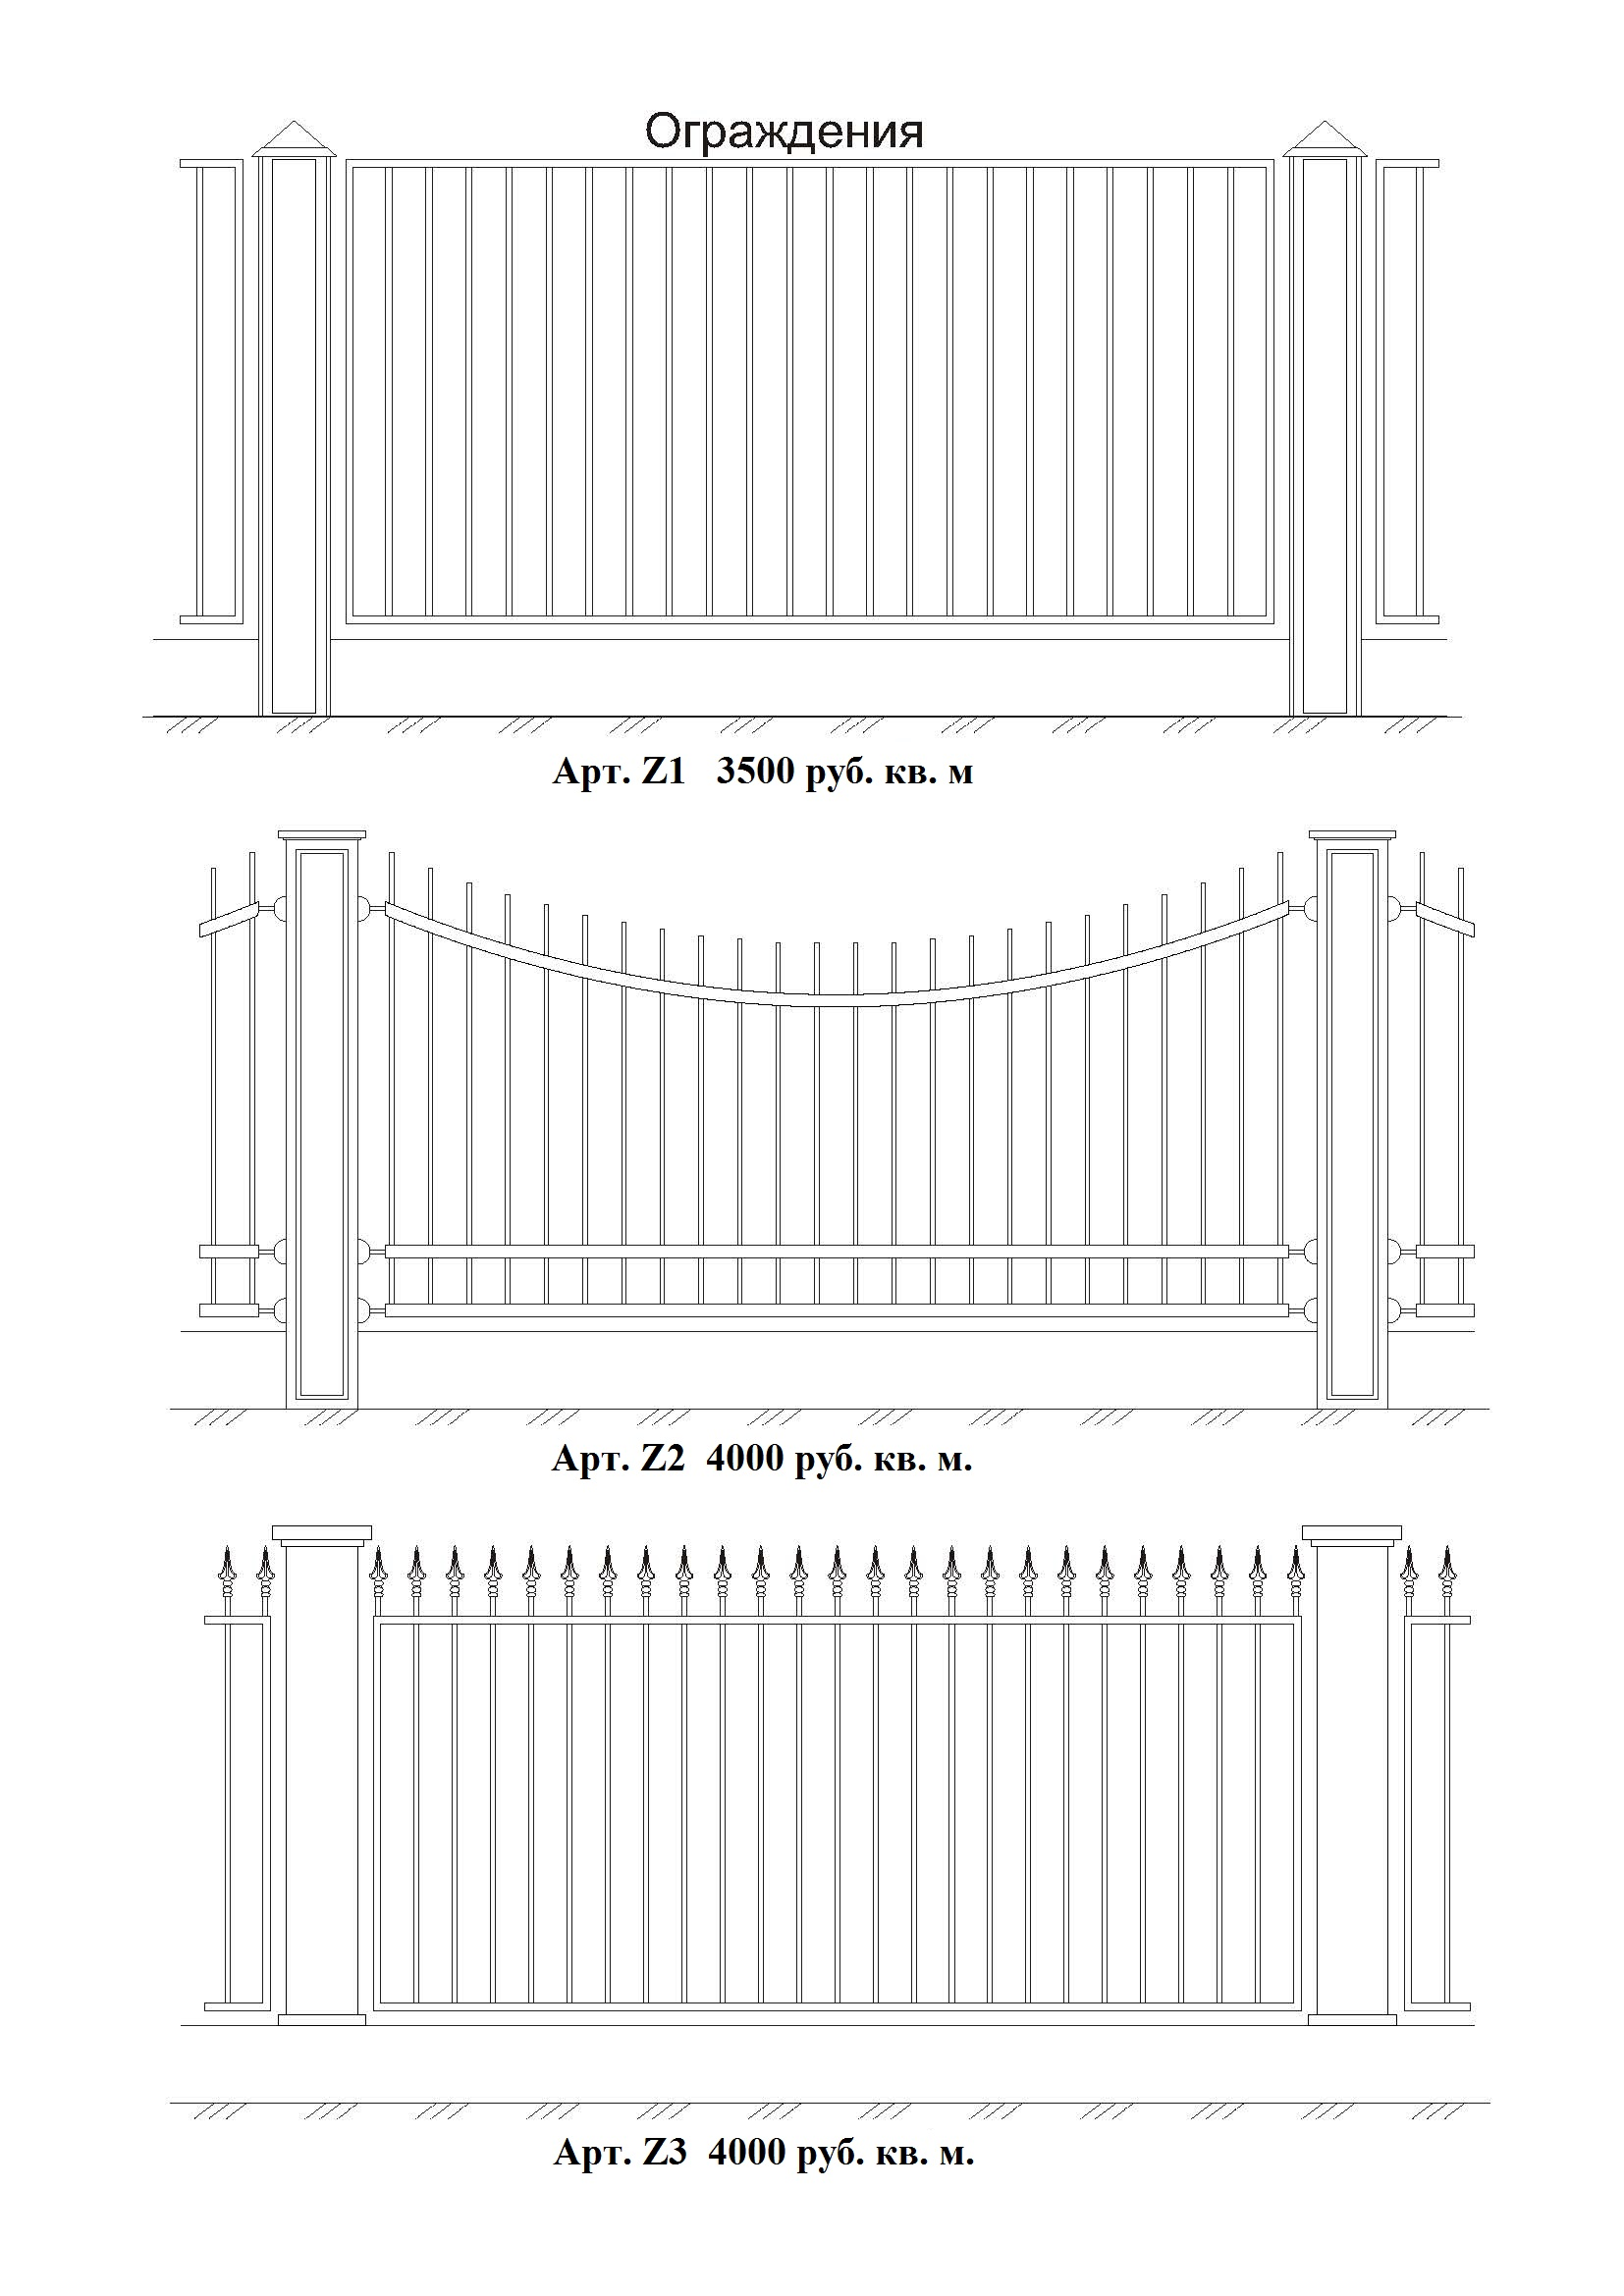 Ограждения
Арт. Z1 3500 руб. кв. м
Арт. Z2 4000 руб. кв. м.
Арт. Z3 4000 руб. кв. м.